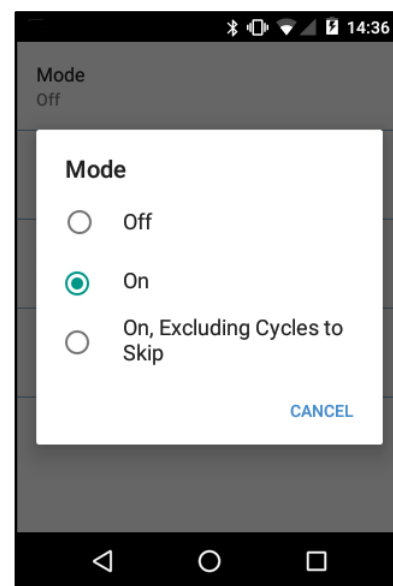 14:36
Mode
Off
Mode
Off
On
On, Excluding Cycles to
Skip
CANCEL